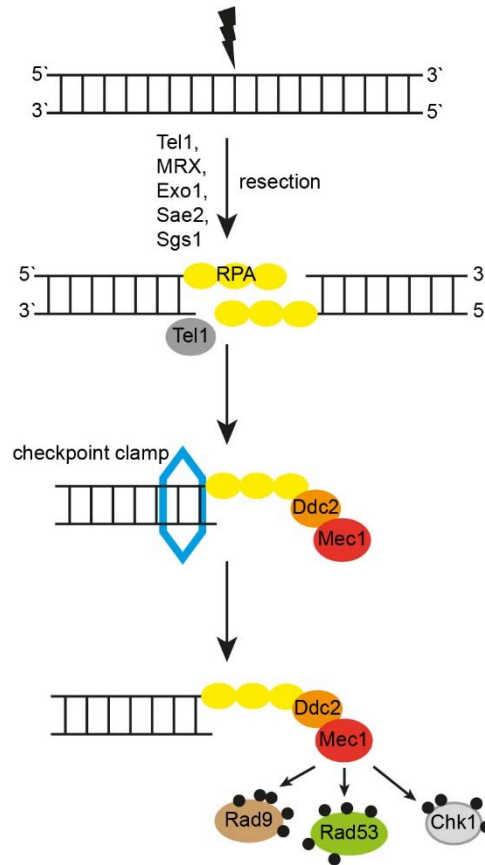 5` 3`
3` 5`
Tel1,
MRX,
Exo1,
Sae2,
Sgs1
resection
5` RPA 3
3` 5
Tel1
checkpoint clamp
Ddc2
Mec1
Ddc2
Mec1
Rad9 Rad53 Chk1